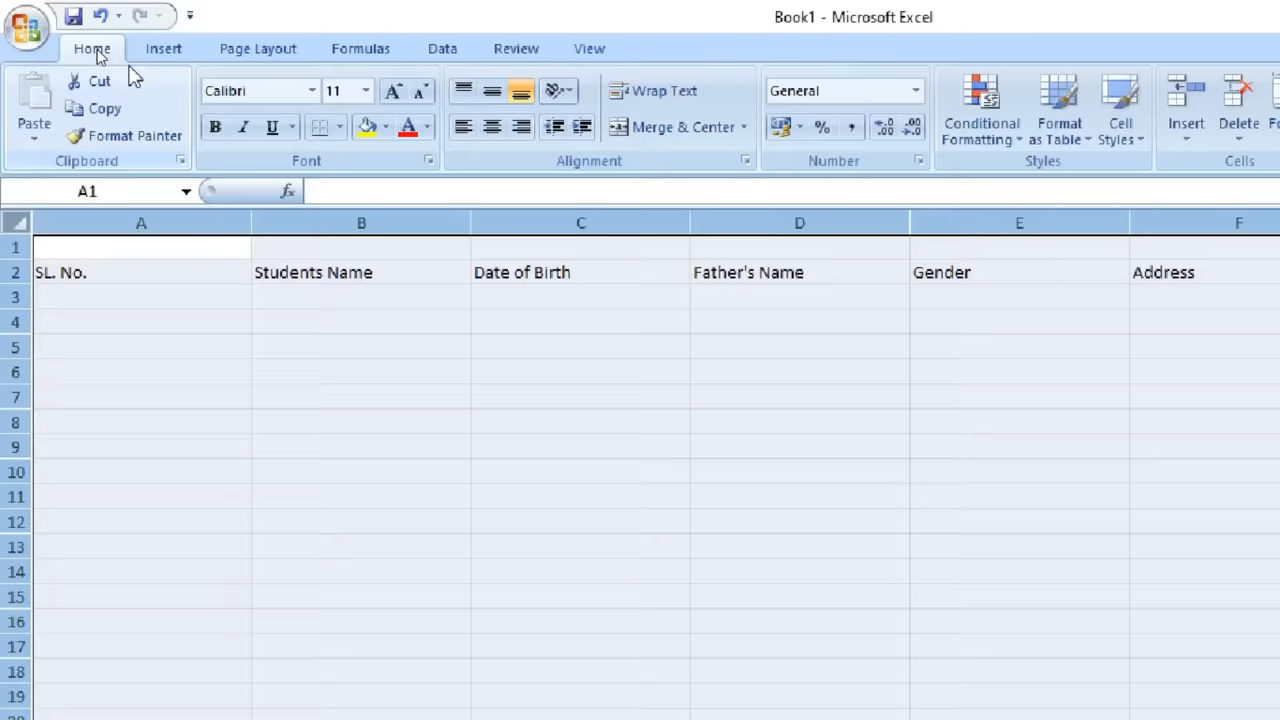 Book1 - Microsoft Excel
Home Insert Page Layout Formulas Data Review View
Paste
Cut
Copy
Format Painter
Clipboard
Calibri 11
B I U A
Font
Wrap Text
Merge & Center
Alignment
General
% ,
Number
Conditional Formatting
Format as Table
Cell Styles
Styles
Insert Delete
Cells
A1 fx
A B C D E F
1
2 SL. No. Students Name Date of Birth Father's Name Gender Address
3
4
5
6
7
8
9
10
11
12
13
14
15
16
17
18
19